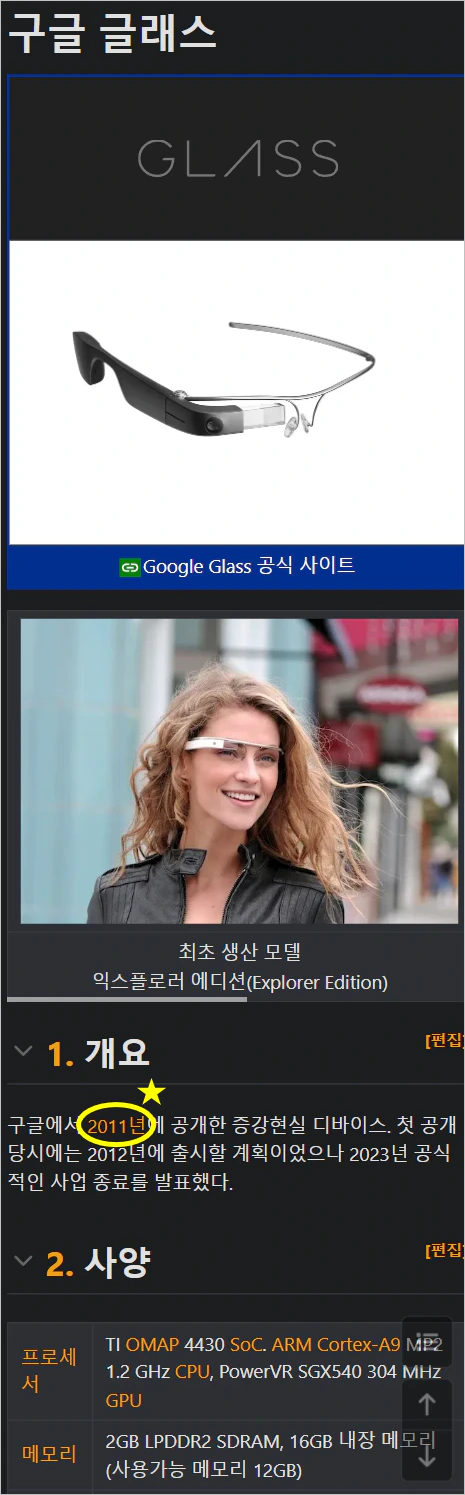 구글 글래스
GLASS
Google Glass 공식 사이트
최초 생산 모델
익스플로러 에디션(Explorer Edition)
1. 개요
[편집]
구글에서 2011년에 공개한 증강현실 디바이스. 첫 공개
당시에는 2012년에 출시할 계획이었으나 2023년 공식
적인 사업 종료를 발표했다.
2. 사양
[편집]
프로세
서
TI OMAP 4430 SoC. ARM Cortex-A9 MP2
1.2 GHz CPU, PowerVR SGX540 304 MHz
GPU
메모리
2GB LPDDR2 SDRAM, 16GB 내장 메모리
(사용가능 메모리 12GB)